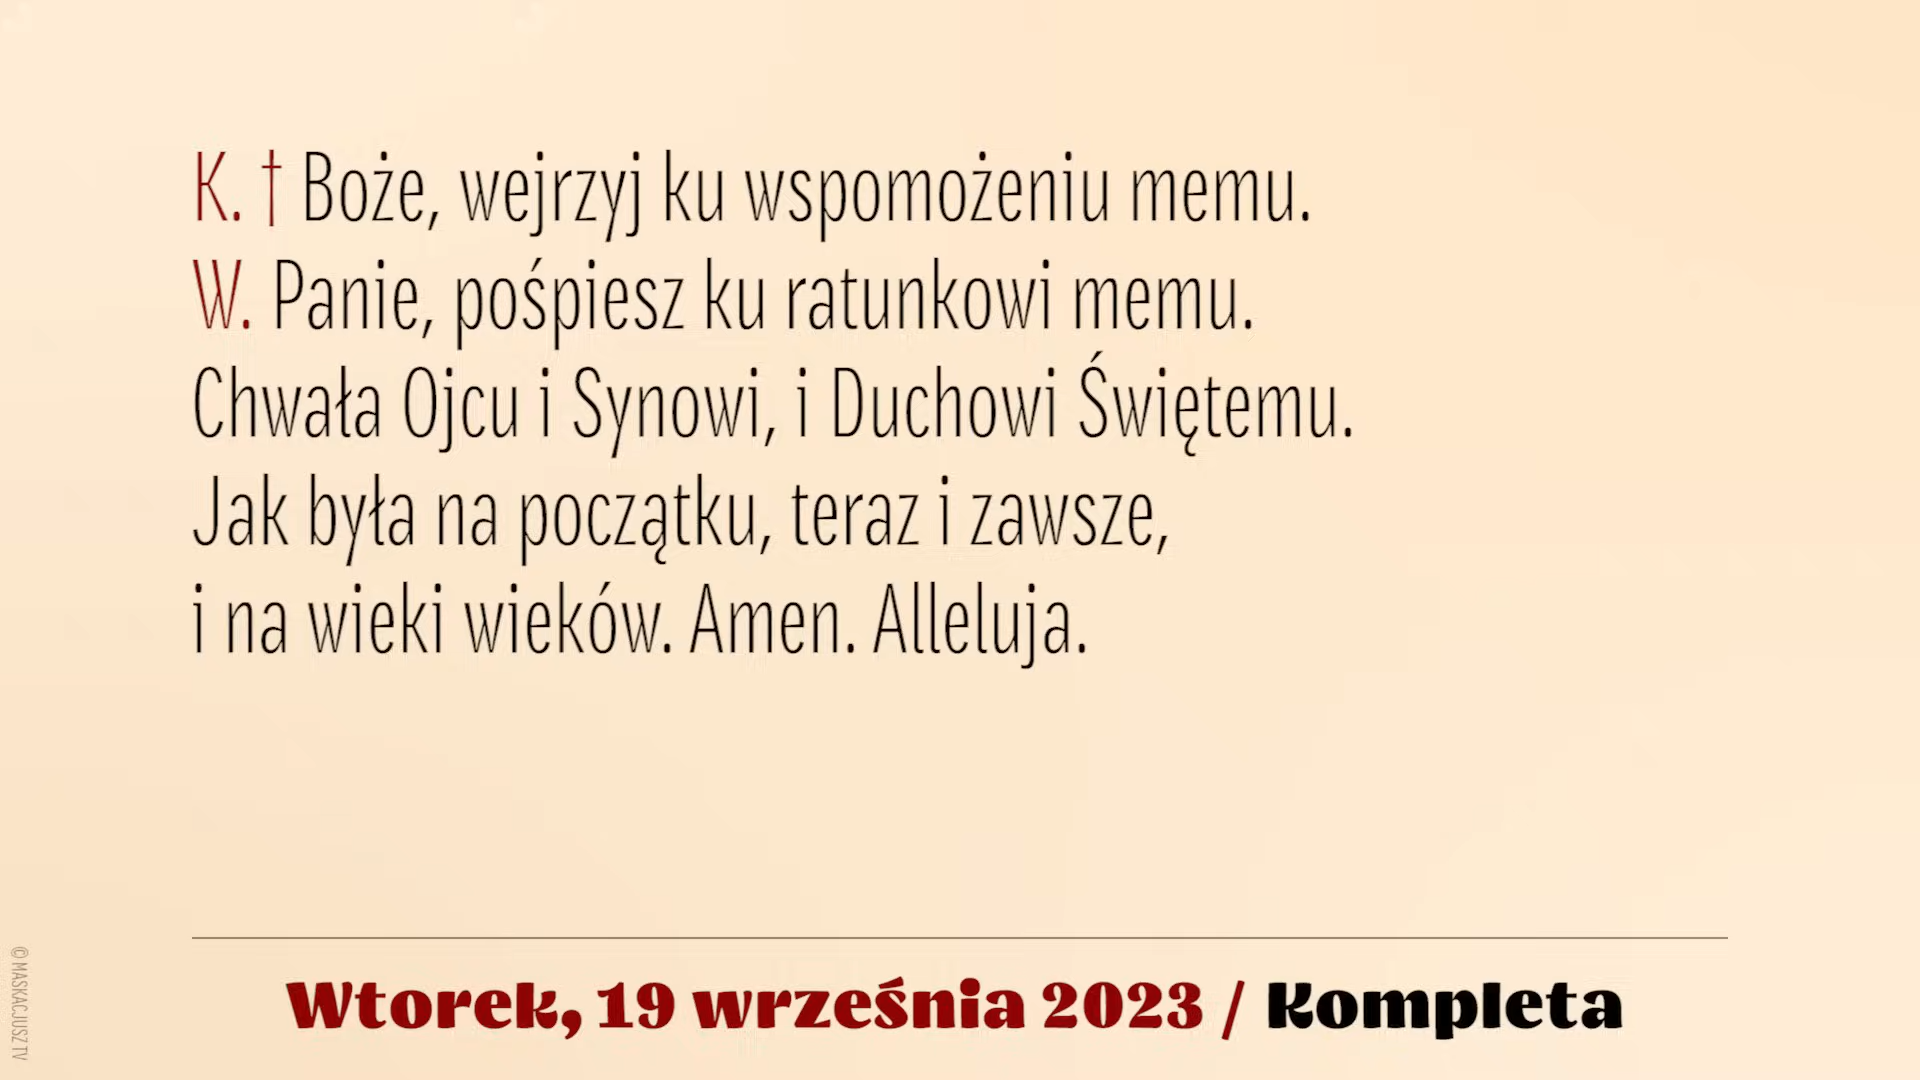 K. † Boże, wejrzyj ku wspomożeniu memu.
W. Panie, pośpiesz ku ratunkowi memu.
Chwała Ojcu i Synowi, i Duchowi Świętemu.
Jak była na początku, teraz i zawsze,
i na wieki wieków. Amen. Alleluja.
Wtorek, 19 września 2023 / Kompleta
© MASKACJUSZ TV